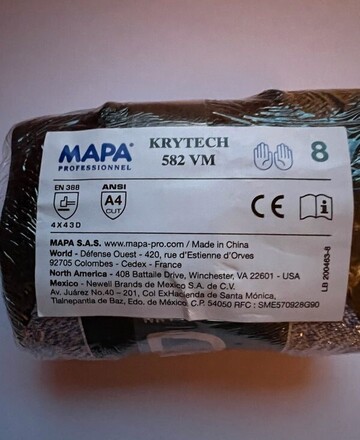 MAPA®
PROFESSIONNEL
KRYTECH
582 VM
8
EN 388
4X43D
ANSI
A4
CUT
CE
i
MAPA S.A.S. www.mapa-pro.com / Made in China
World - Défense Ouest - 420, rue d'Estienne d'Orves
92705 Colombes - Cedex - France
North America - 408 Battaile Drive, Winchester, VA 22601 - USA
Mexico - Newell Brands de Mexico S.A. de C.V.
Av. Juárez No.40 - 201, Col ExHacienda de Santa Mónica,
Tlalnepantla de Baz, Edo. de México C.P. 54050 RFC : SME570928G90
LB 200463-8
D